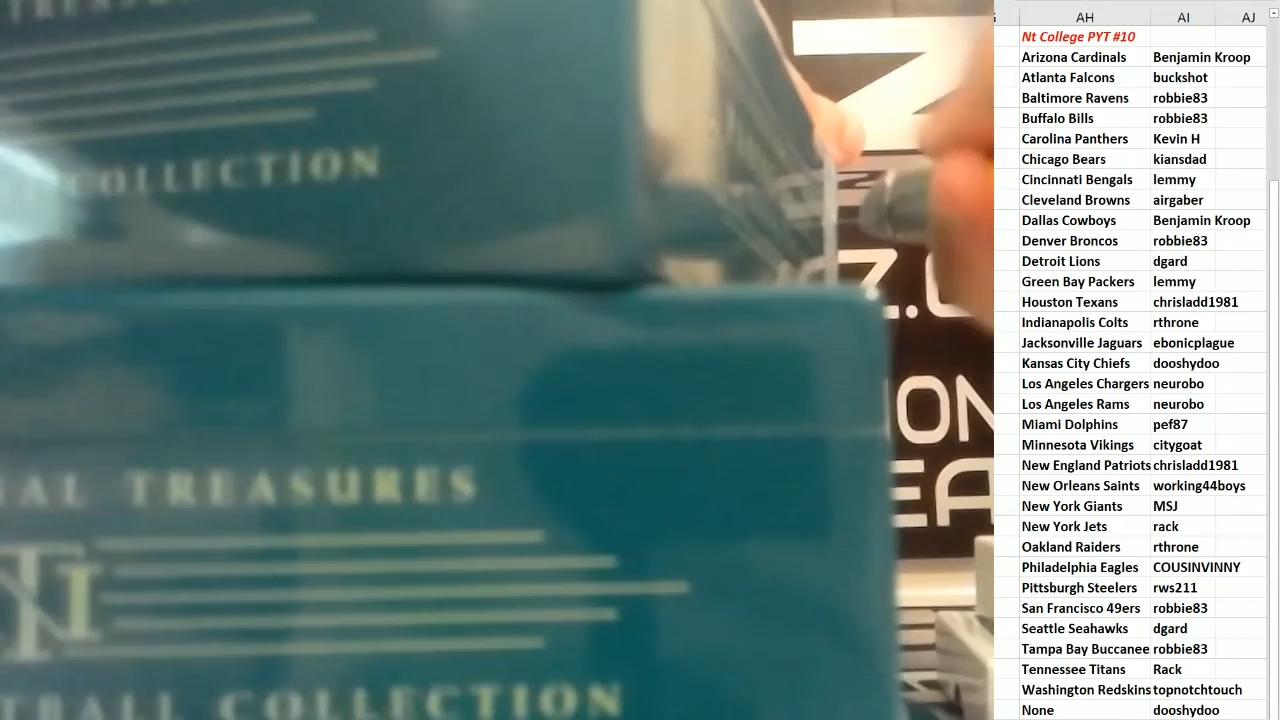 COLLECTION
TREASURES
NT
COLLECTION
AH AI AJ
Nt College PYT #10
Arizona Cardinals Benjamin Kroop
Atlanta Falcons buckshot
Baltimore Ravens robbie83
Buffalo Bills robbie83
Carolina Panthers Kevin H
Chicago Bears kiansdad
Cincinnati Bengals lemmy
Cleveland Browns airgaber
Dallas Cowboys Benjamin Kroop
Denver Broncos robbie83
Detroit Lions dgard
Green Bay Packers lemmy
Houston Texans chrisladd1981
Indianapolis Colts rthrone
Jacksonville Jaguars ebonicplague
Kansas City Chiefs dooshydoo
Los Angeles Chargers neurobo
Los Angeles Rams neurobo
Miami Dolphins pef87
Minnesota Vikings citygoat
New England Patriots chrisladd1981
New Orleans Saints working44boys
New York Giants MSJ
New York Jets rack
Oakland Raiders rthrone
Philadelphia Eagles COUSINVINNY
Pittsburgh Steelers rws211
San Francisco 49ers robbie83
Seattle Seahawks dgard
Tampa Bay Buccanee robbie83
Tennessee Titans Rack
Washington Redskins topnotchtouch
None dooshydoo